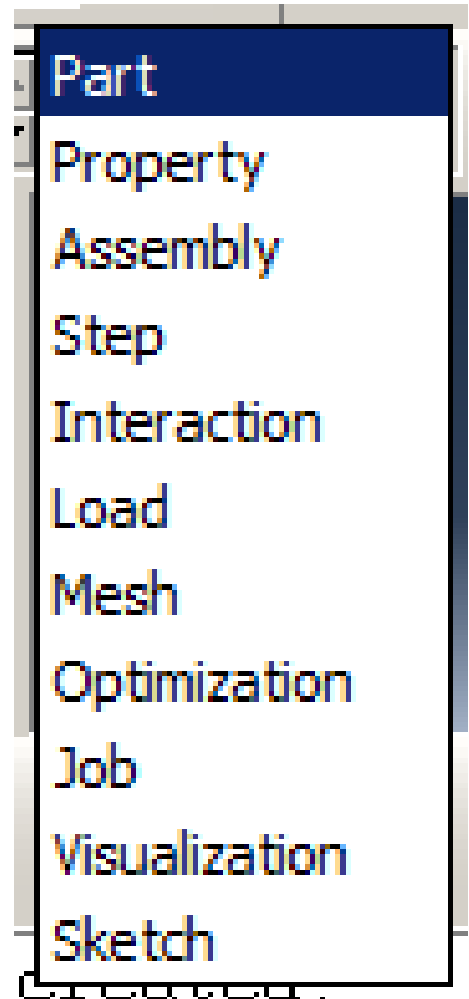 Part
Property
Assembly
Step
Interaction
Load
Mesh
Optimization
Job
Visualization
Sketch